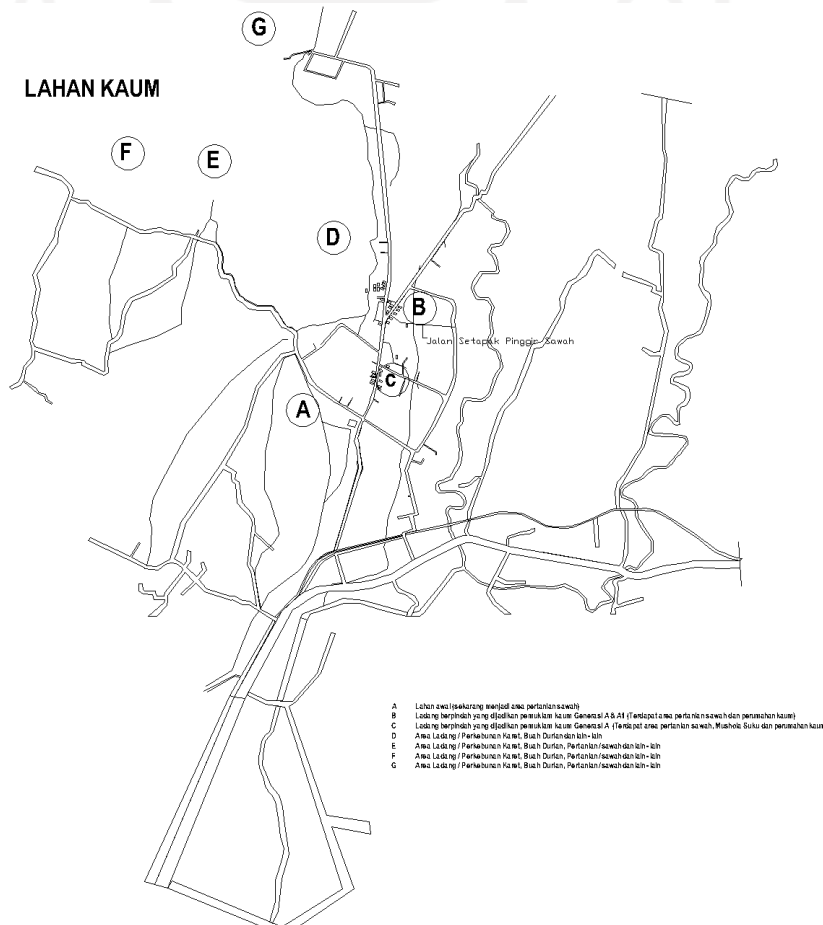 G
LAHAN KAUM
F
E
D
B
Jalan Setapak Pinggir Sawah
C
A
A Lahan awal (sekarang menjadi area pertanian sawah)
B Ladang berpindah yang dijadikan pemukiam kaum Generasi A & A1 (Terdapat area pertanian sawah dan perumahan kaum)
C Ladang berpindah yang dijadikan pemukiam kaum Generasi A (Terdapat area pertanian sawah, Mushola Suku dan perumahan kaum
D Area Ladang / Perkebunan Karet, Buah Durian dan lain - lain
E Area Ladang / Perkebunan Karet, Buah Durian, Pertanian / sawah dan lain - lain
F Area Ladang / Perkebunan Karet, Buah Durian, Pertanian / sawah dan lain - lain
G Area Ladang / Perkebunan Karet, Buah Durian, Pertanian / sawah dan lain - lain